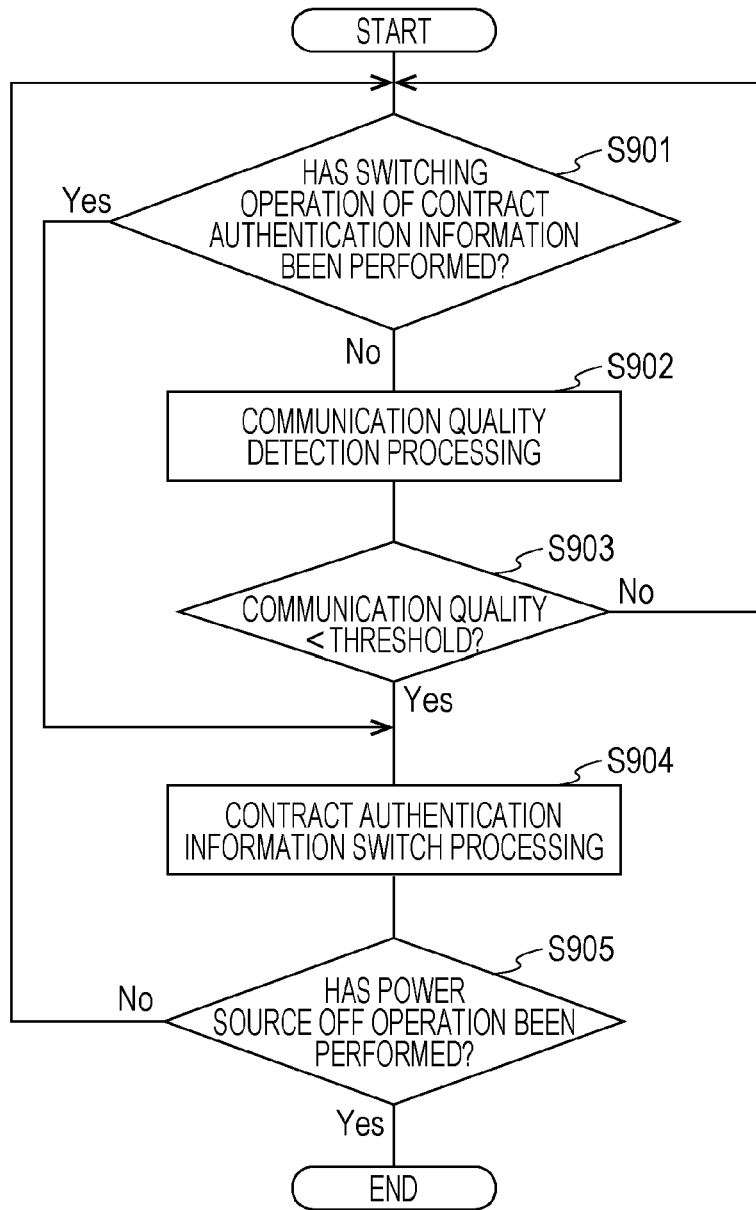 START
S901
HAS SWITCHING
OPERATION OF CONTRACT
AUTHENTICATION INFORMATION
BEEN PERFORMED?
Yes
No
S902
COMMUNICATION QUALITY
DETECTION PROCESSING
S903
COMMUNICATION QUALITY
< THRESHOLD?
No
Yes
S904
CONTRACT AUTHENTICATION
INFORMATION SWITCH PROCESSING
S905
HAS POWER
SOURCE OFF OPERATION BEEN
PERFORMED?
No
Yes
END